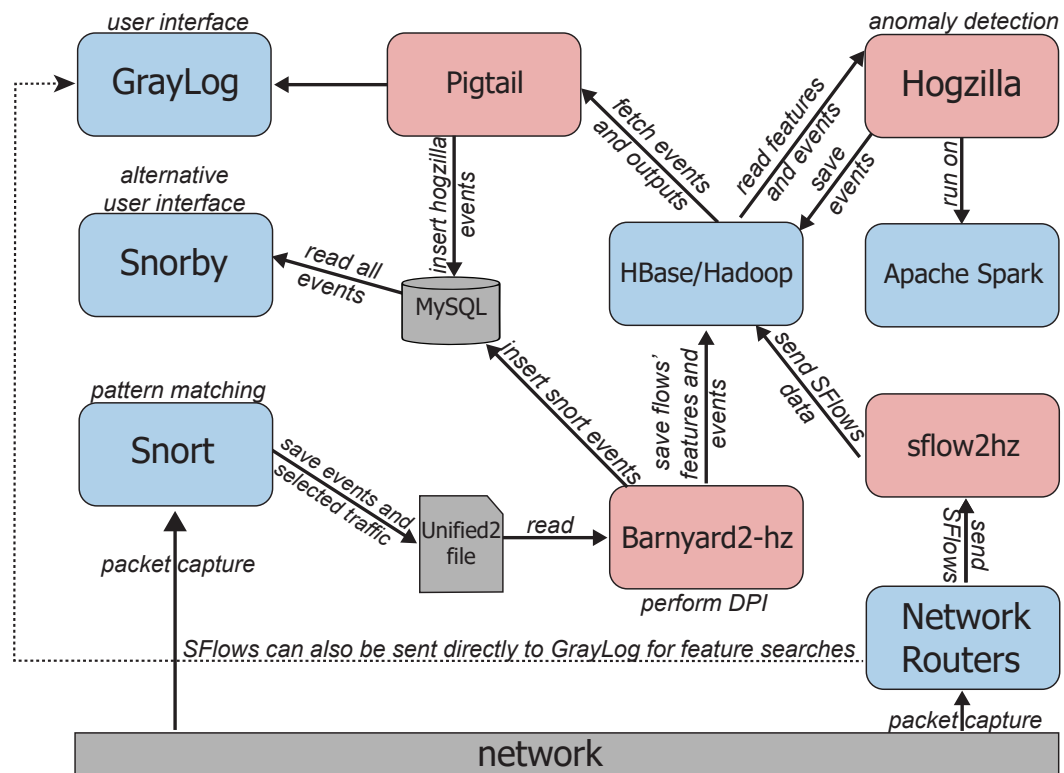 user interface
GrayLog
Pigtail
anomaly detection
Hogzilla
fetch events
and outputs
read features
and events
save
events
run on
insert hogzilla
events
alternative
user interface
Snorby
read all
events
MySQL
HBase/Hadoop
Apache Spark
insert snort events
save flows'
features and
events
send SFlows
data
pattern matching
Snort
save events and
selected traffic
Unified2
file
read
Barnyard2-hz
perform DPI
sflow2hz
send
SFlows
packet capture
Network
Routers
SFlows can also be sent directly to GrayLog for feature searches
packet capture
network